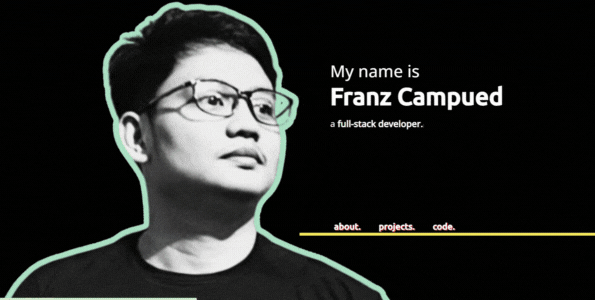 My name is
Franz Campued
a full-stack developer.
about. projects. code.